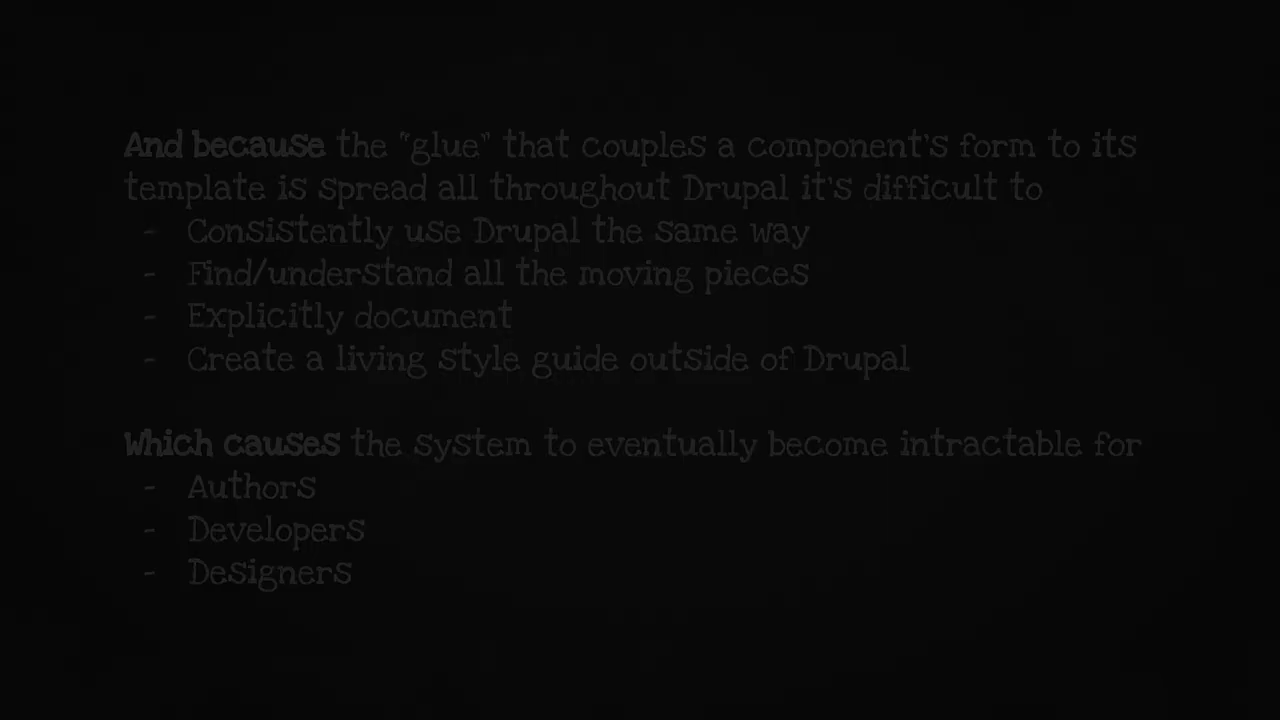 And because the "glue" that couples a component's form to its
template is spread all throughout Drupal it's difficult to
- Consistently use Drupal the same way
- Find/understand all the moving pieces
- Explicitly document
- Create a living style guide outside of Drupal
Which causes the system to eventually become intractable for
- Authors
- Developers
- Designers